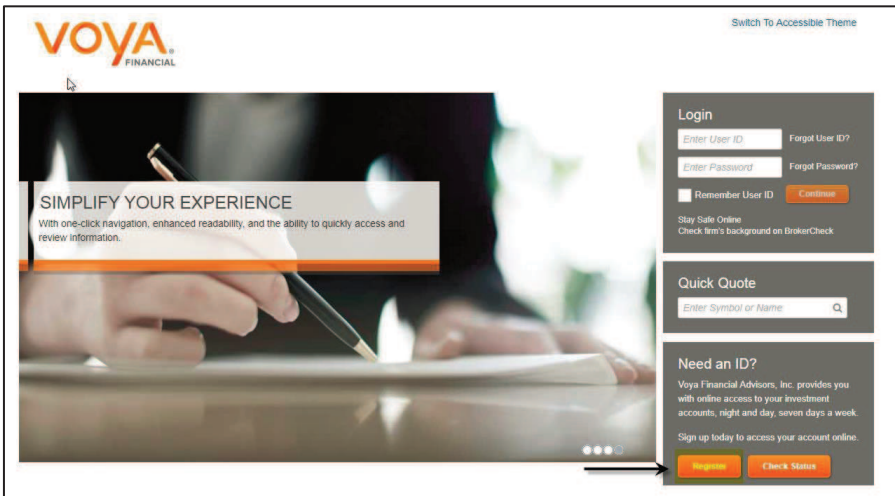 VOYA®
FINANCIAL
Switch To Accessible Theme
SIMPLIFY YOUR EXPERIENCE
With one-click navigation, enhanced readability, and the ability to quickly access and
review information.
Login
Enter User ID
Forgot User ID?
Enter Password
Forgot Password?
Remember User ID
Continue
Stay Safe Online
Check firm's background on BrokerCheck
Quick Quote
Enter Symbol or Name
Need an ID?
Voya Financial Advisors, Inc. provides you
with online access to your investment
accounts, night and day, seven days a week.
Sign up today to access your account online.
Register
Check Status